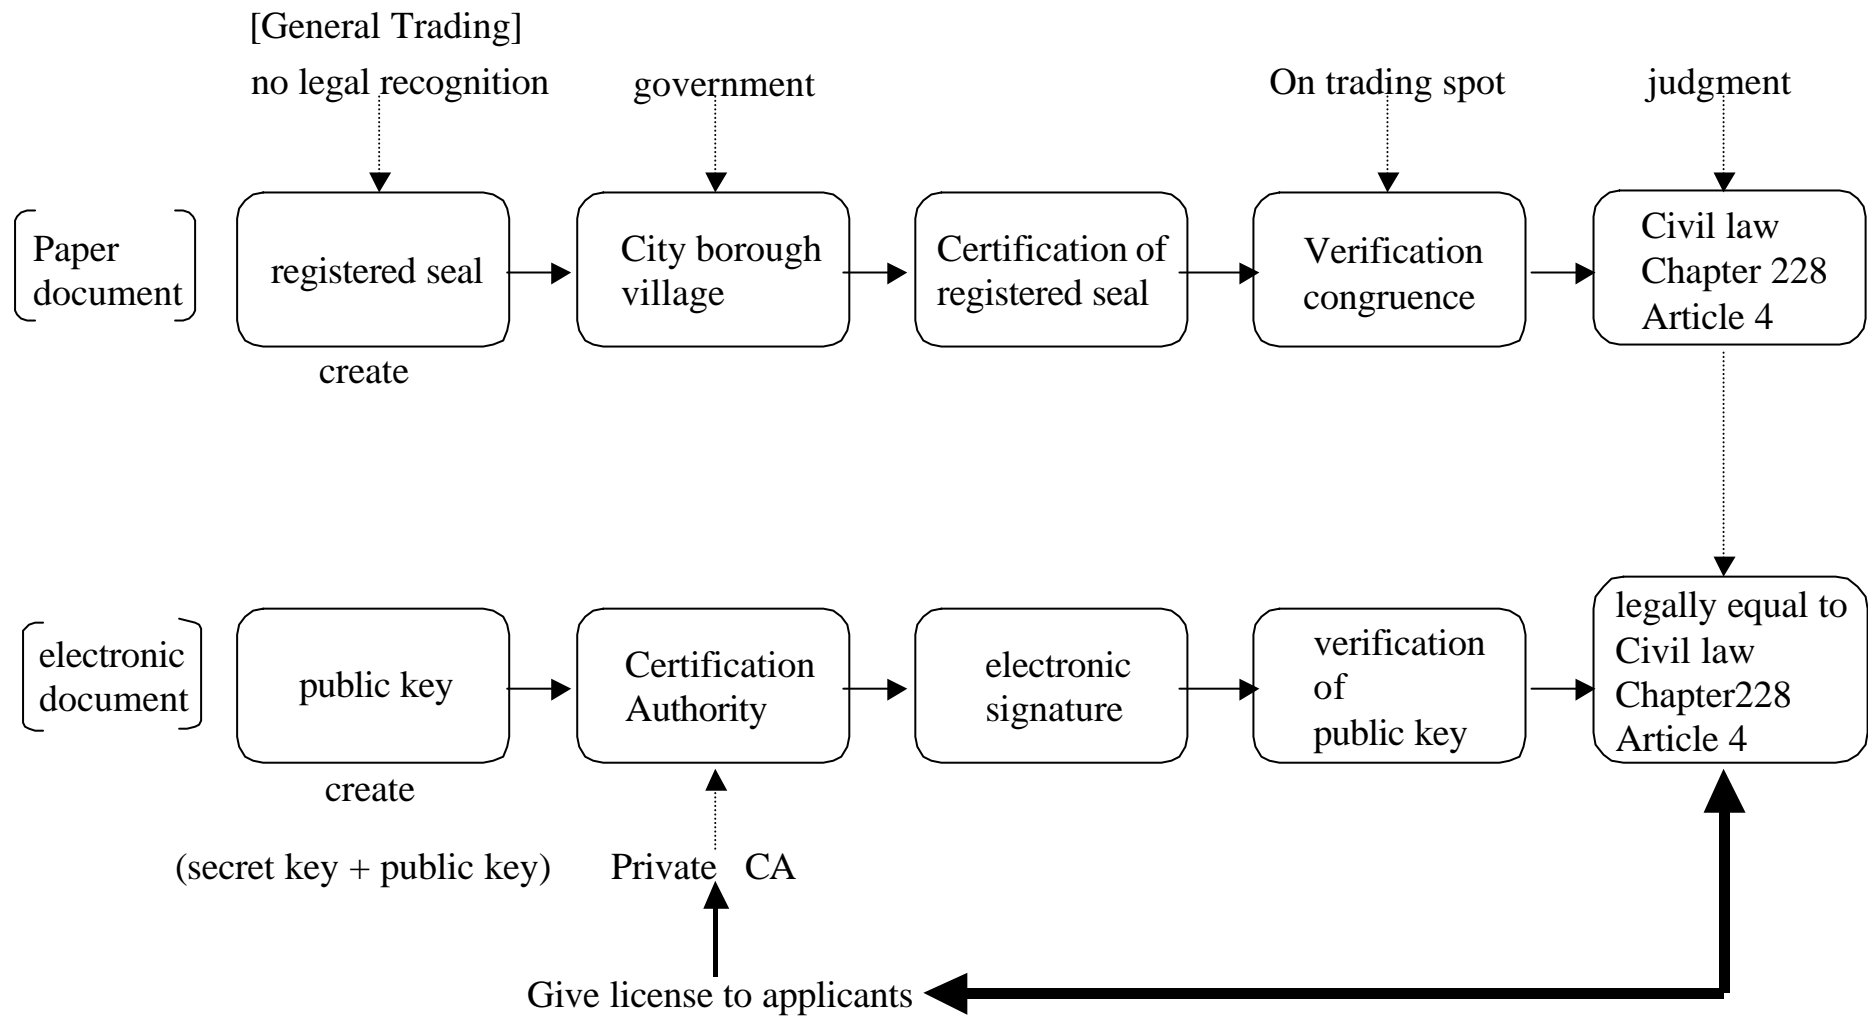 [General Trading]
no legal recognition
government
On trading spot
judgment
Paper
document
registered seal
City borough
village
Certification of
registered seal
Verification
congruence
Civil law
Chapter 228
Article 4
create
electronic
document
public key
Certification
Authority
electronic
signature
verification
of
public key
legally equal to
Civil law
Chapter228
Article 4
create
(secret key + public key)
Private CA
Give license to applicants